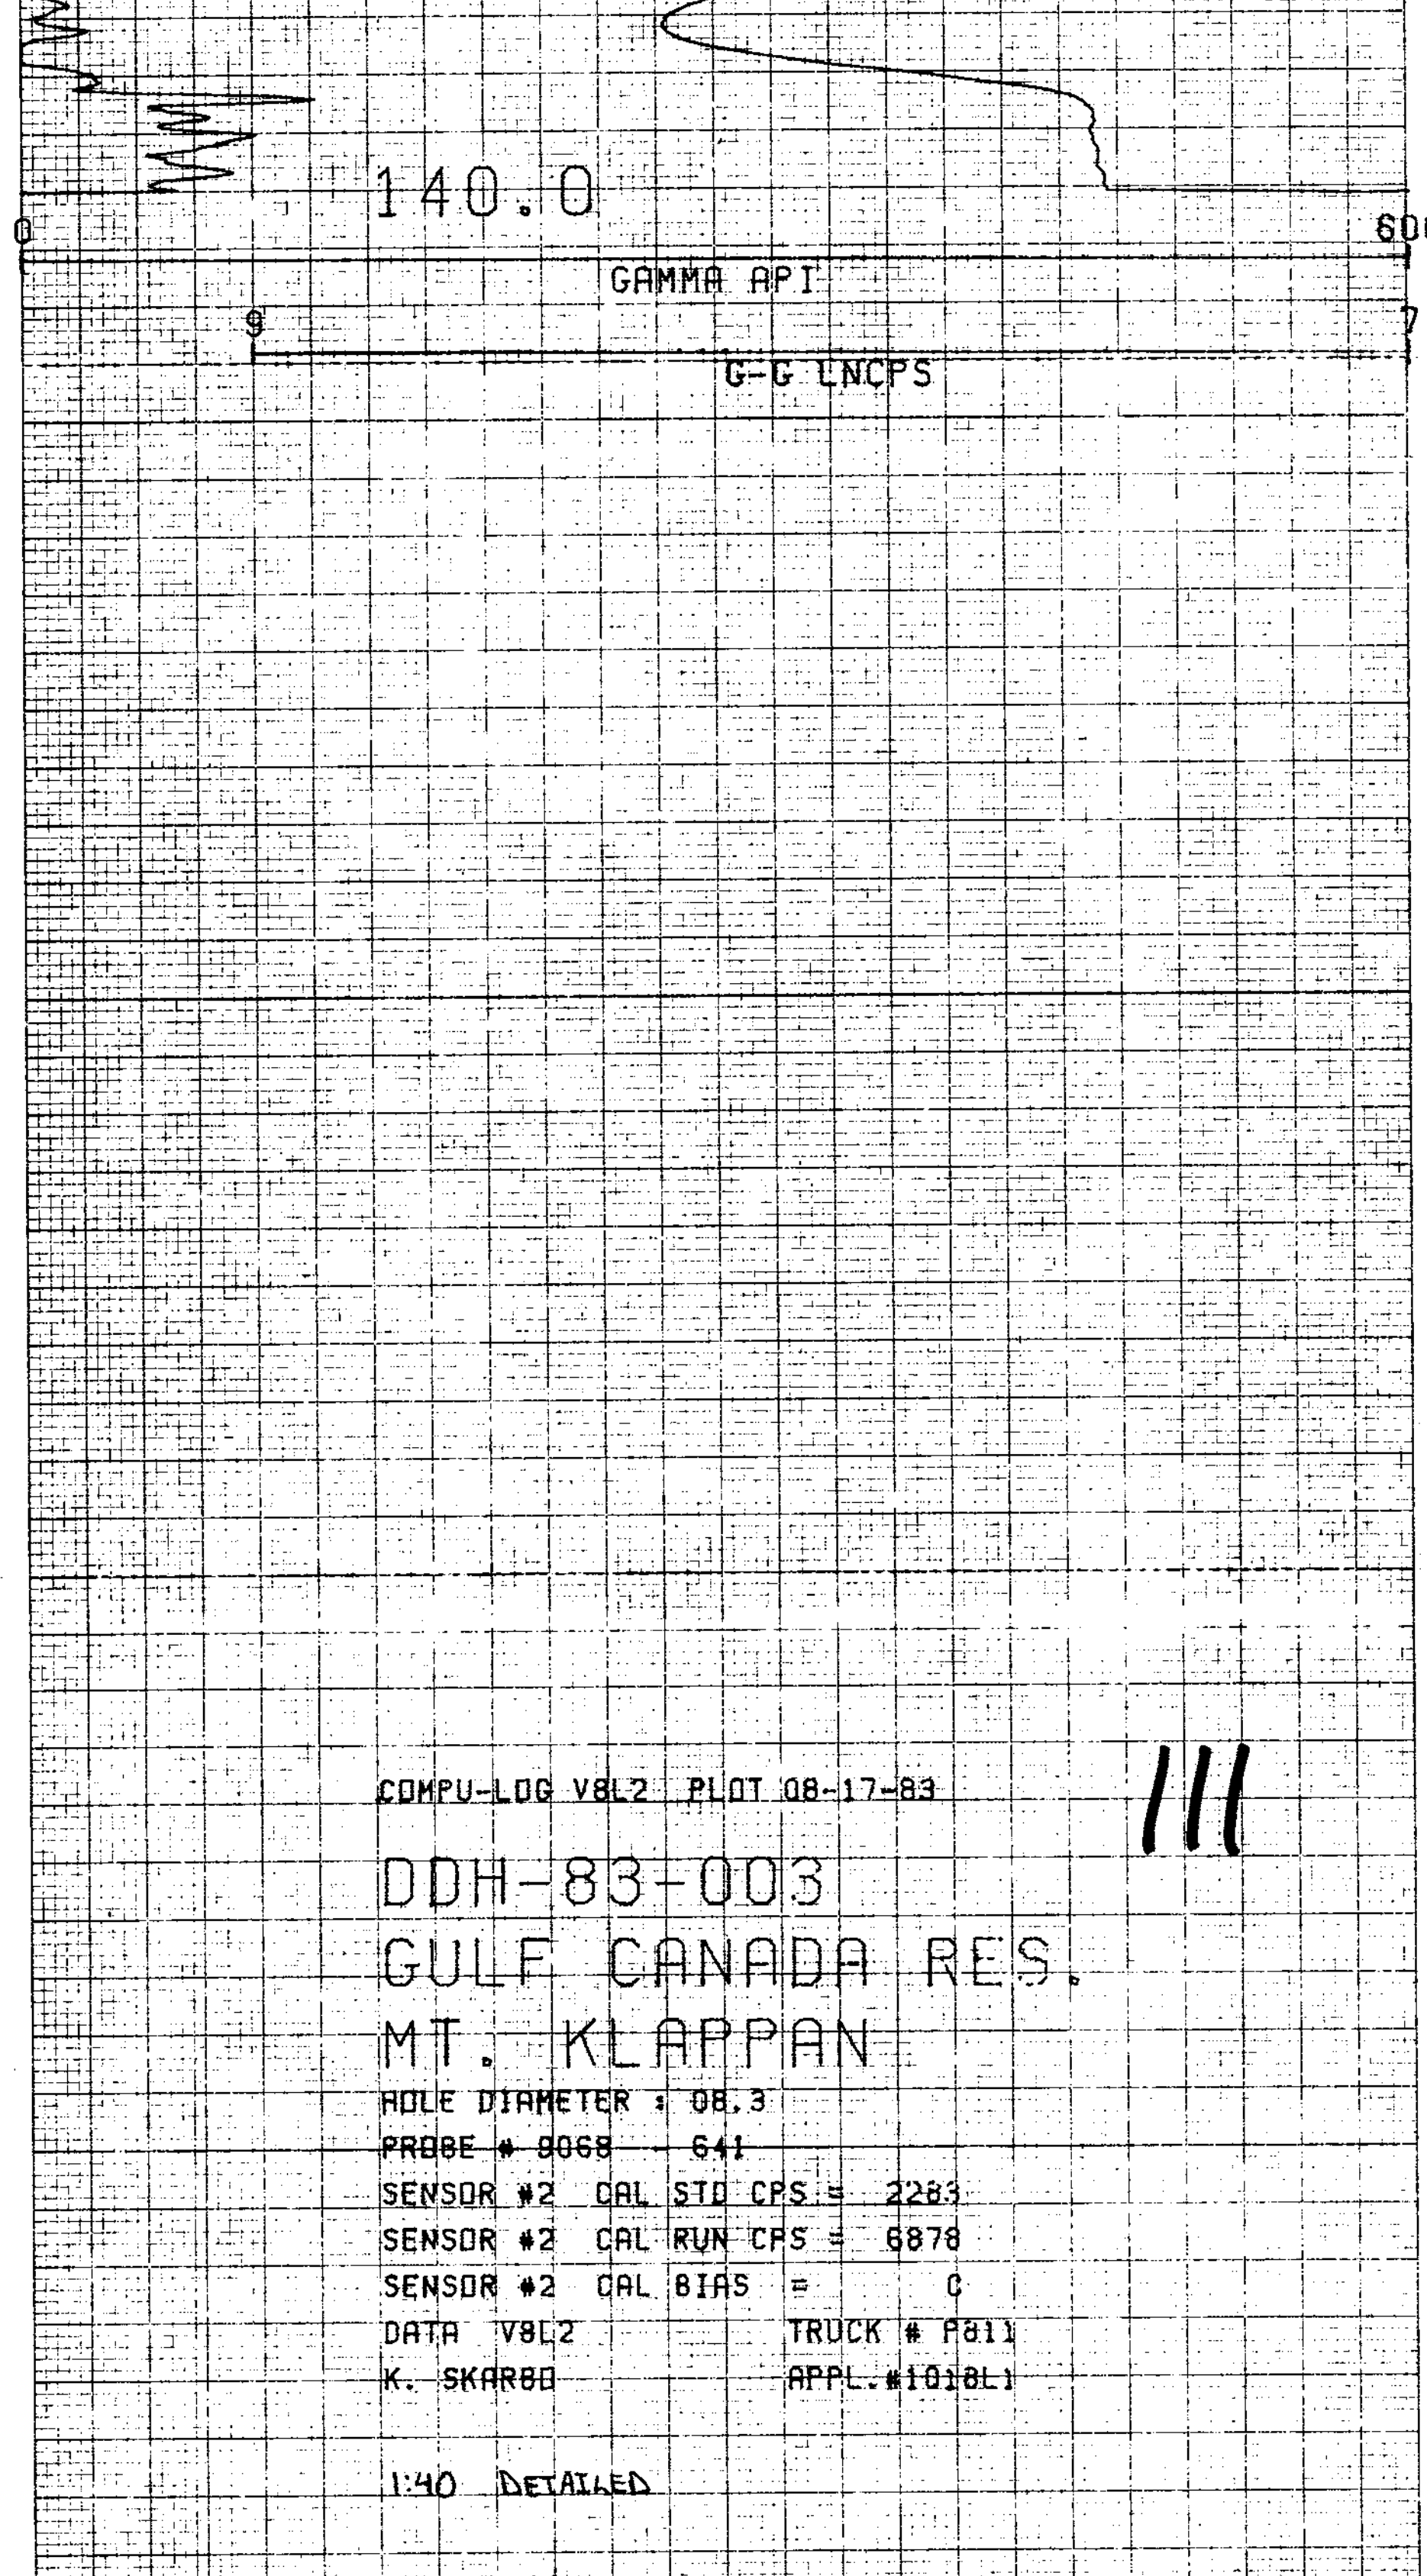 140.0
0 600
GAMMA API
9 7
G-G LNCPS
COMPU-LOG V8L2 PLOT 08-17-83
111
DDH-83-003
GULF CANADA RES.
MT. KLAPPAN
HOLE DIAMETER : 08.3
PROBE # 9068 - 641
SENSOR #2 CAL STD CPS = 2283
SENSOR #2 CAL RUN CPS = 6878
SENSOR #2 CAL BIAS = 0
DATA V8L2 TRUCK # P811
K. SKARBO APPL.#1018L1
1:40 DETAILED